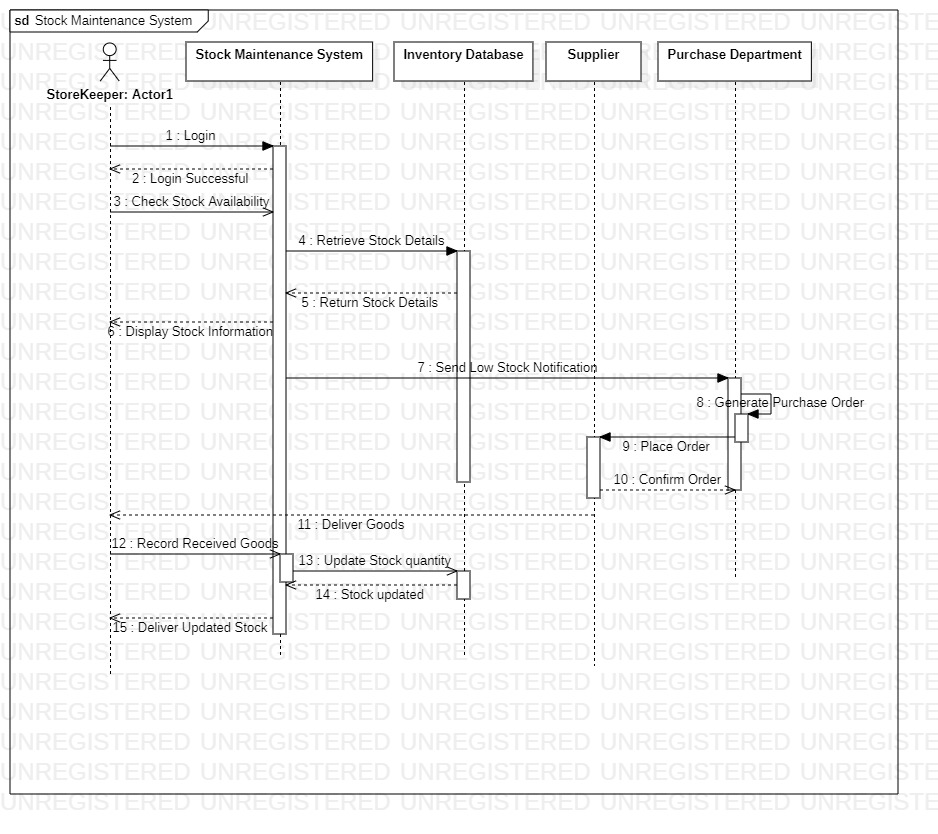 sd Stock Maintenance System
StoreKeeper: Actor1
Stock Maintenance System
Inventory Database
Supplier
Purchase Department
1 : Login
2 : Login Successful
3 : Check Stock Availability
4 : Retrieve Stock Details
5 : Return Stock Details
6 : Display Stock Information
7 : Send Low Stock Notification
8 : Generate Purchase Order
9 : Place Order
10 : Confirm Order
11 : Deliver Goods
12 : Record Received Goods
13 : Update Stock quantity
14 : Stock updated
15 : Deliver Updated Stock
UNREGISTERED